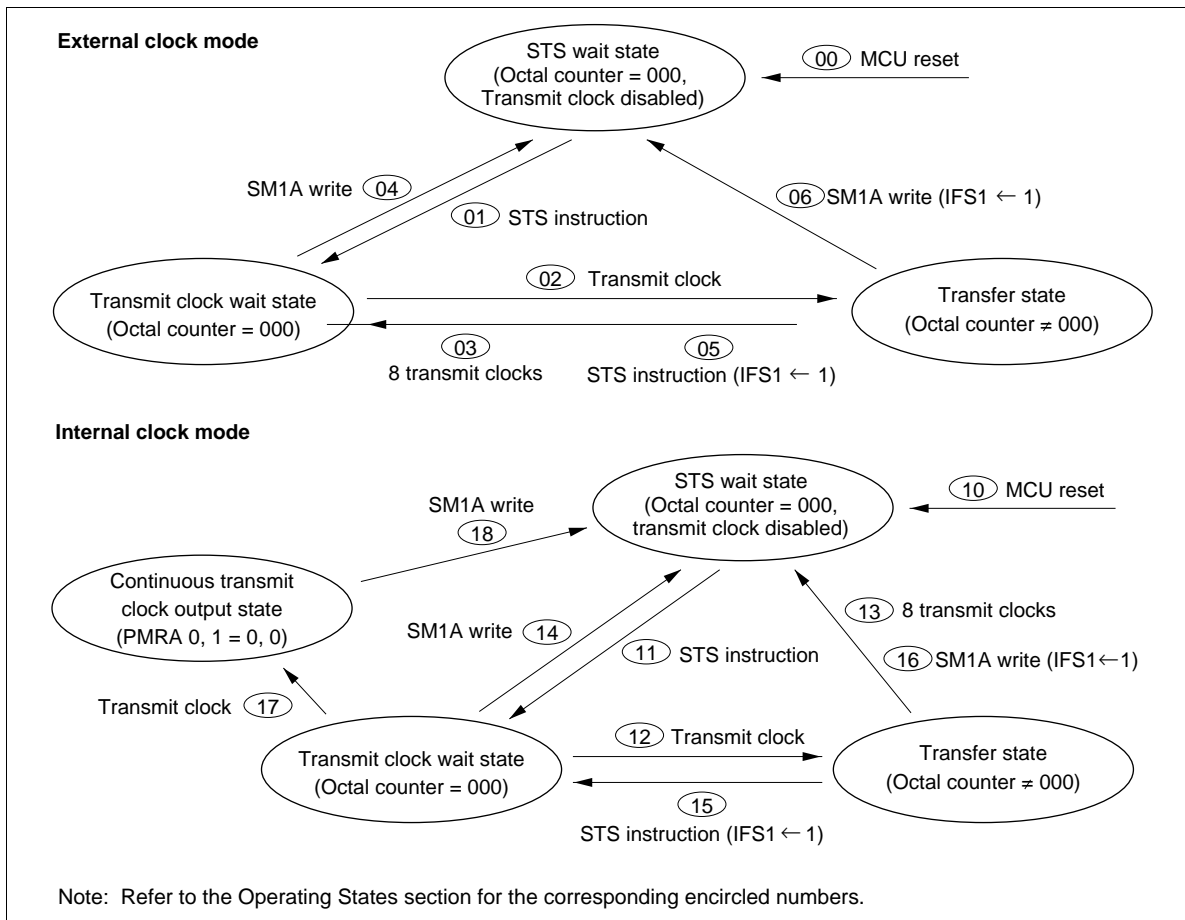 External clock mode
STS wait state
(Octal counter = 000,
Transmit clock disabled)
00 MCU reset
SM1A write 04
01 STS instruction
06 SM1A write (IFS1 ← 1)
Transmit clock wait state
(Octal counter = 000)
02 Transmit clock
Transfer state
(Octal counter ≠ 000)
03
8 transmit clocks
05
STS instruction (IFS1 ← 1)
Internal clock mode
STS wait state
(Octal counter = 000,
transmit clock disabled)
10 MCU reset
SM1A write
18
Continuous transmit
clock output state
(PMRA 0, 1 = 0, 0)
SM1A write 14
11 STS instruction
13 8 transmit clocks
16 SM1A write (IFS1←1)
Transmit clock 17
Transmit clock wait state
(Octal counter = 000)
12 Transmit clock
Transfer state
(Octal counter ≠ 000)
15
STS instruction (IFS1 ← 1)
Note: Refer to the Operating States section for the corresponding encircled numbers.